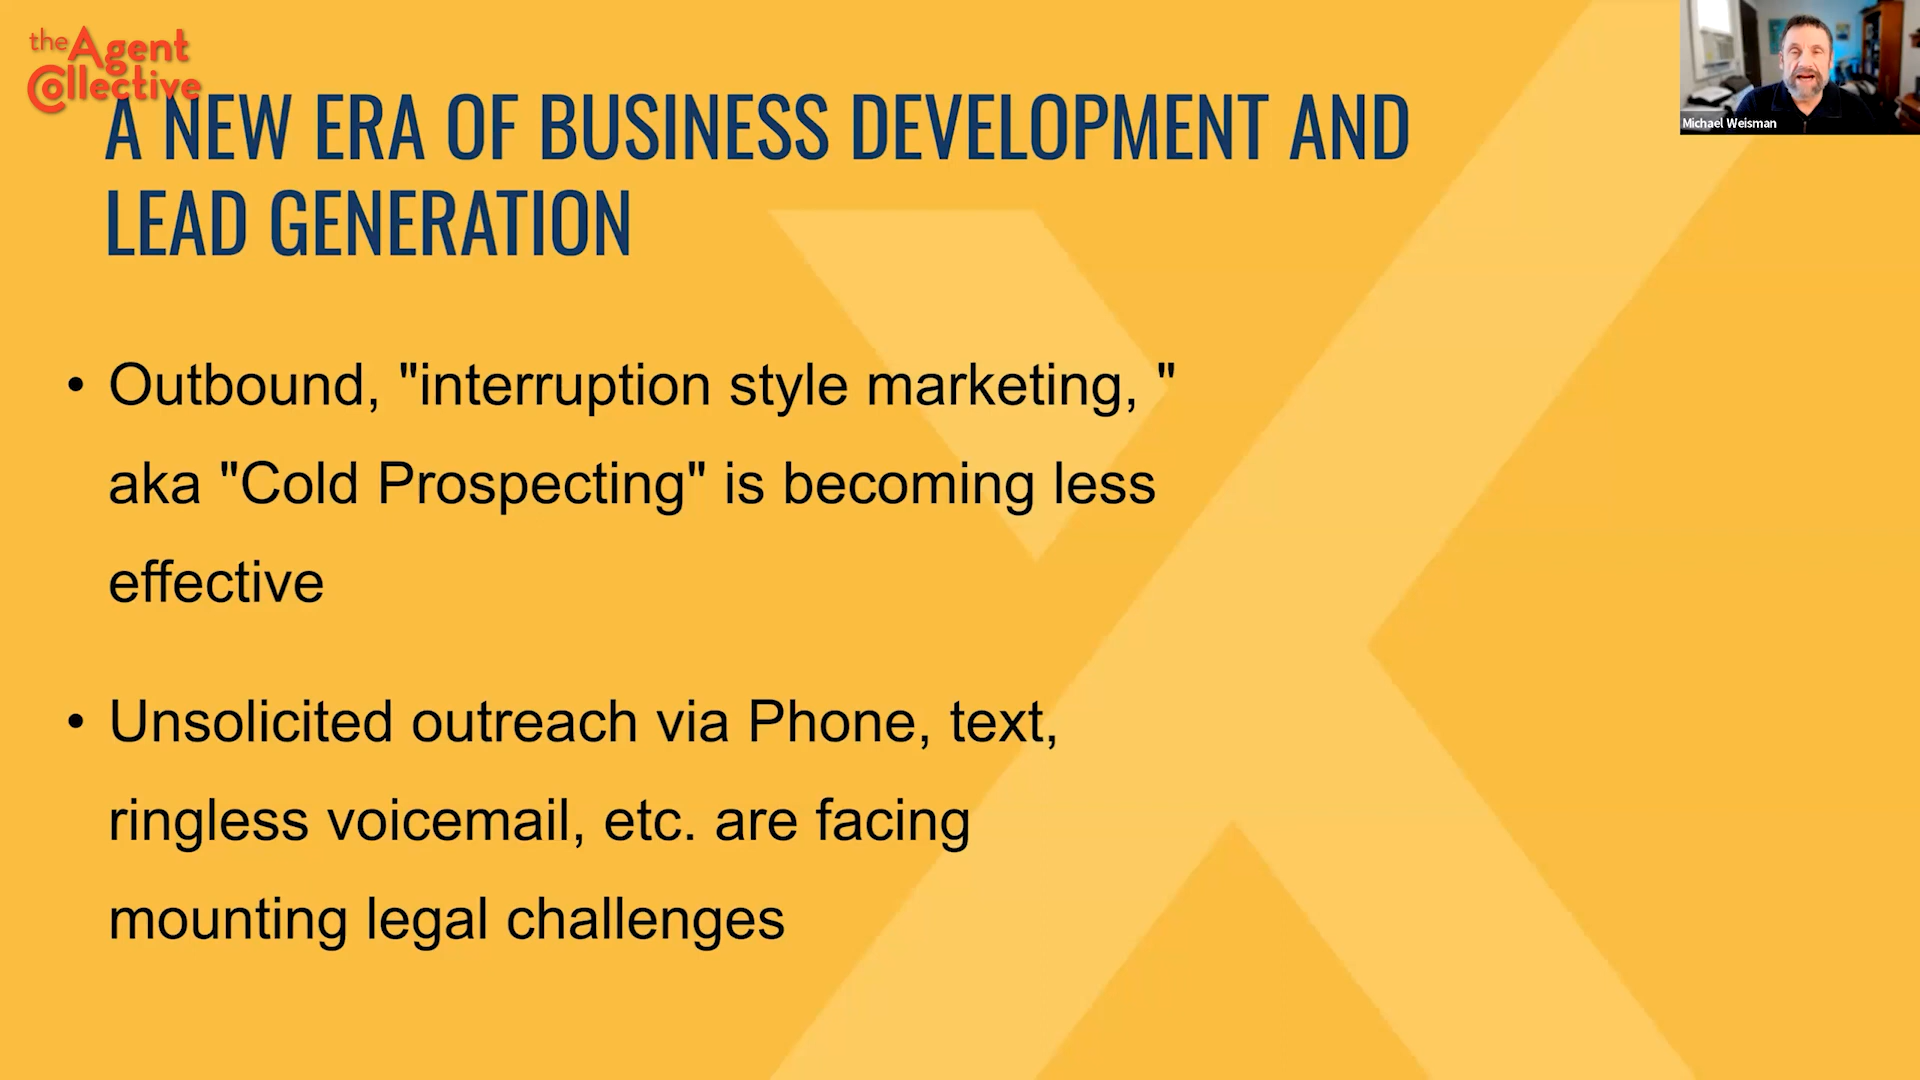 the Agent
Collective
A NEW ERA OF BUSINESS DEVELOPMENT AND
LEAD GENERATION
• Outbound, "interruption style marketing, "
aka "Cold Prospecting" is becoming less
effective
• Unsolicited outreach via Phone, text,
ringless voicemail, etc. are facing
mounting legal challenges
Michael Weisman